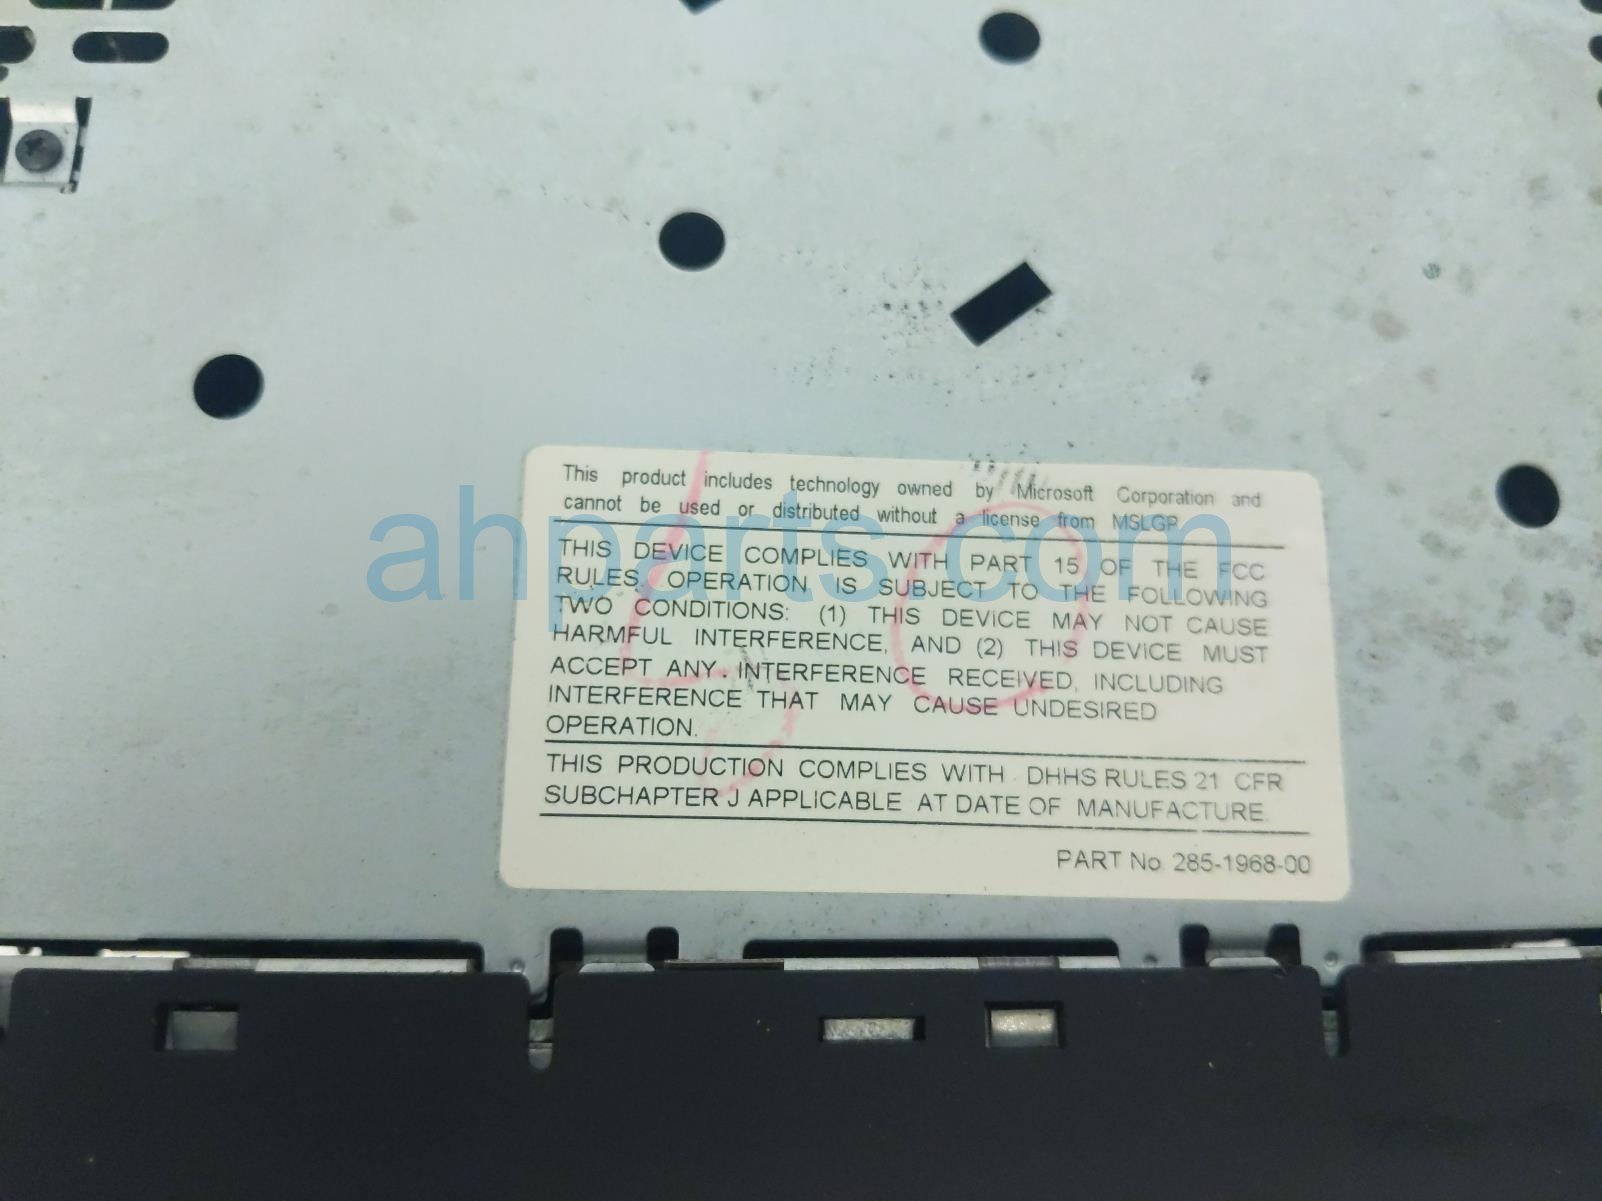 This product includes technology owned by Microsoft Corporation and
cannot be used or distributed without a license from MSLGP.
ahparts.com
THIS DEVICE COMPLIES WITH PART 15 OF THE FCC
RULES. OPERATION IS SUBJECT TO THE FOLLOWING
TWO CONDITIONS: (1) THIS DEVICE MAY NOT CAUSE
HARMFUL INTERFERENCE, AND (2) THIS DEVICE MUST
ACCEPT ANY INTERFERENCE RECEIVED, INCLUDING
INTERFERENCE THAT MAY CAUSE UNDESIRED
OPERATION.
THIS PRODUCTION COMPLIES WITH DHHS RULES 21 CFR
SUBCHAPTER J APPLICABLE AT DATE OF MANUFACTURE.
PART No. 285-1968-00